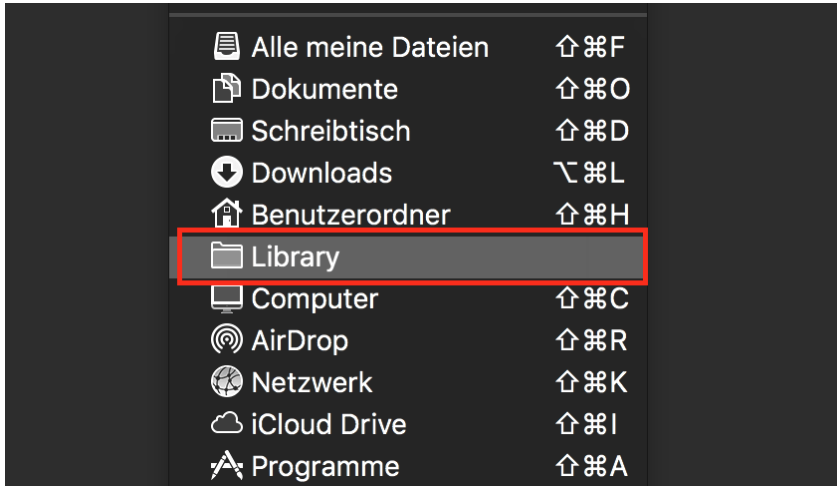 Alle meine Dateien ⇧⌘F
Dokumente ⇧⌘O
Schreibtisch ⇧⌘D
Downloads ⌥⌘L
Benutzerordner ⇧⌘H
Library
Computer ⇧⌘C
AirDrop ⇧⌘R
Netzwerk ⇧⌘K
iCloud Drive ⇧⌘I
Programme ⇧⌘A